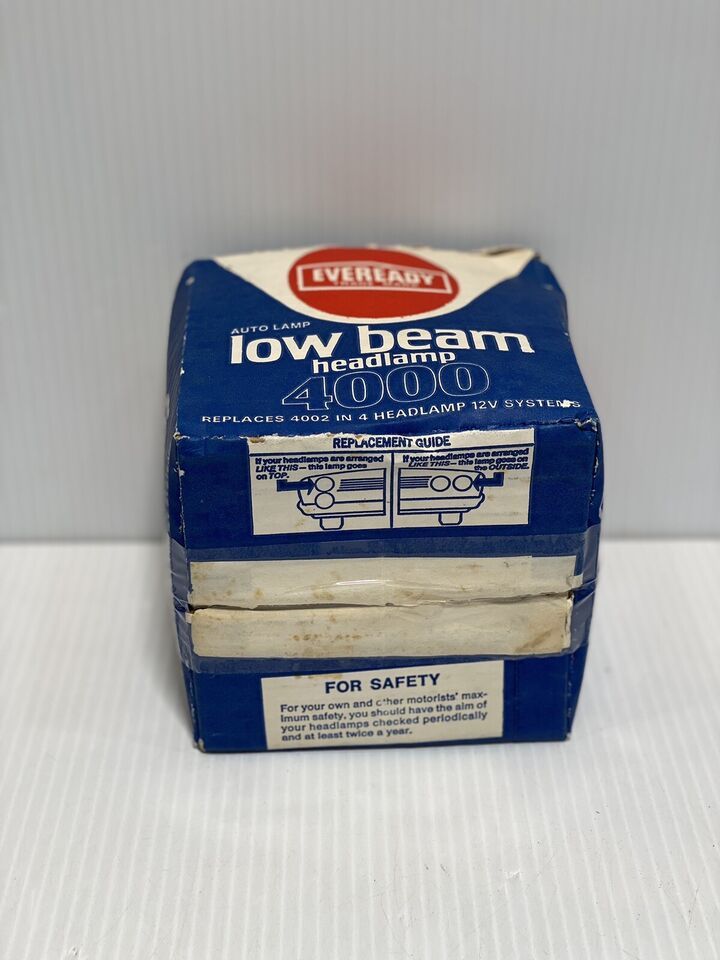 EVEREADY
TRADE MARK
AUTO LAMP
low beam
headlamp
4000
REPLACES 4002 IN 4 HEADLAMP 12V SYSTEMS
REPLACEMENT GUIDE
If your headlamps are arranged
LIKE THIS — this lamp goes
on TOP.
If your headlamps are arranged
LIKE THIS — this lamp goes on
the OUTSIDE.
FOR SAFETY
For your own and other motorists' max-
imum safety, you should have the aim of
your headlamps checked periodically
and at least twice a year.